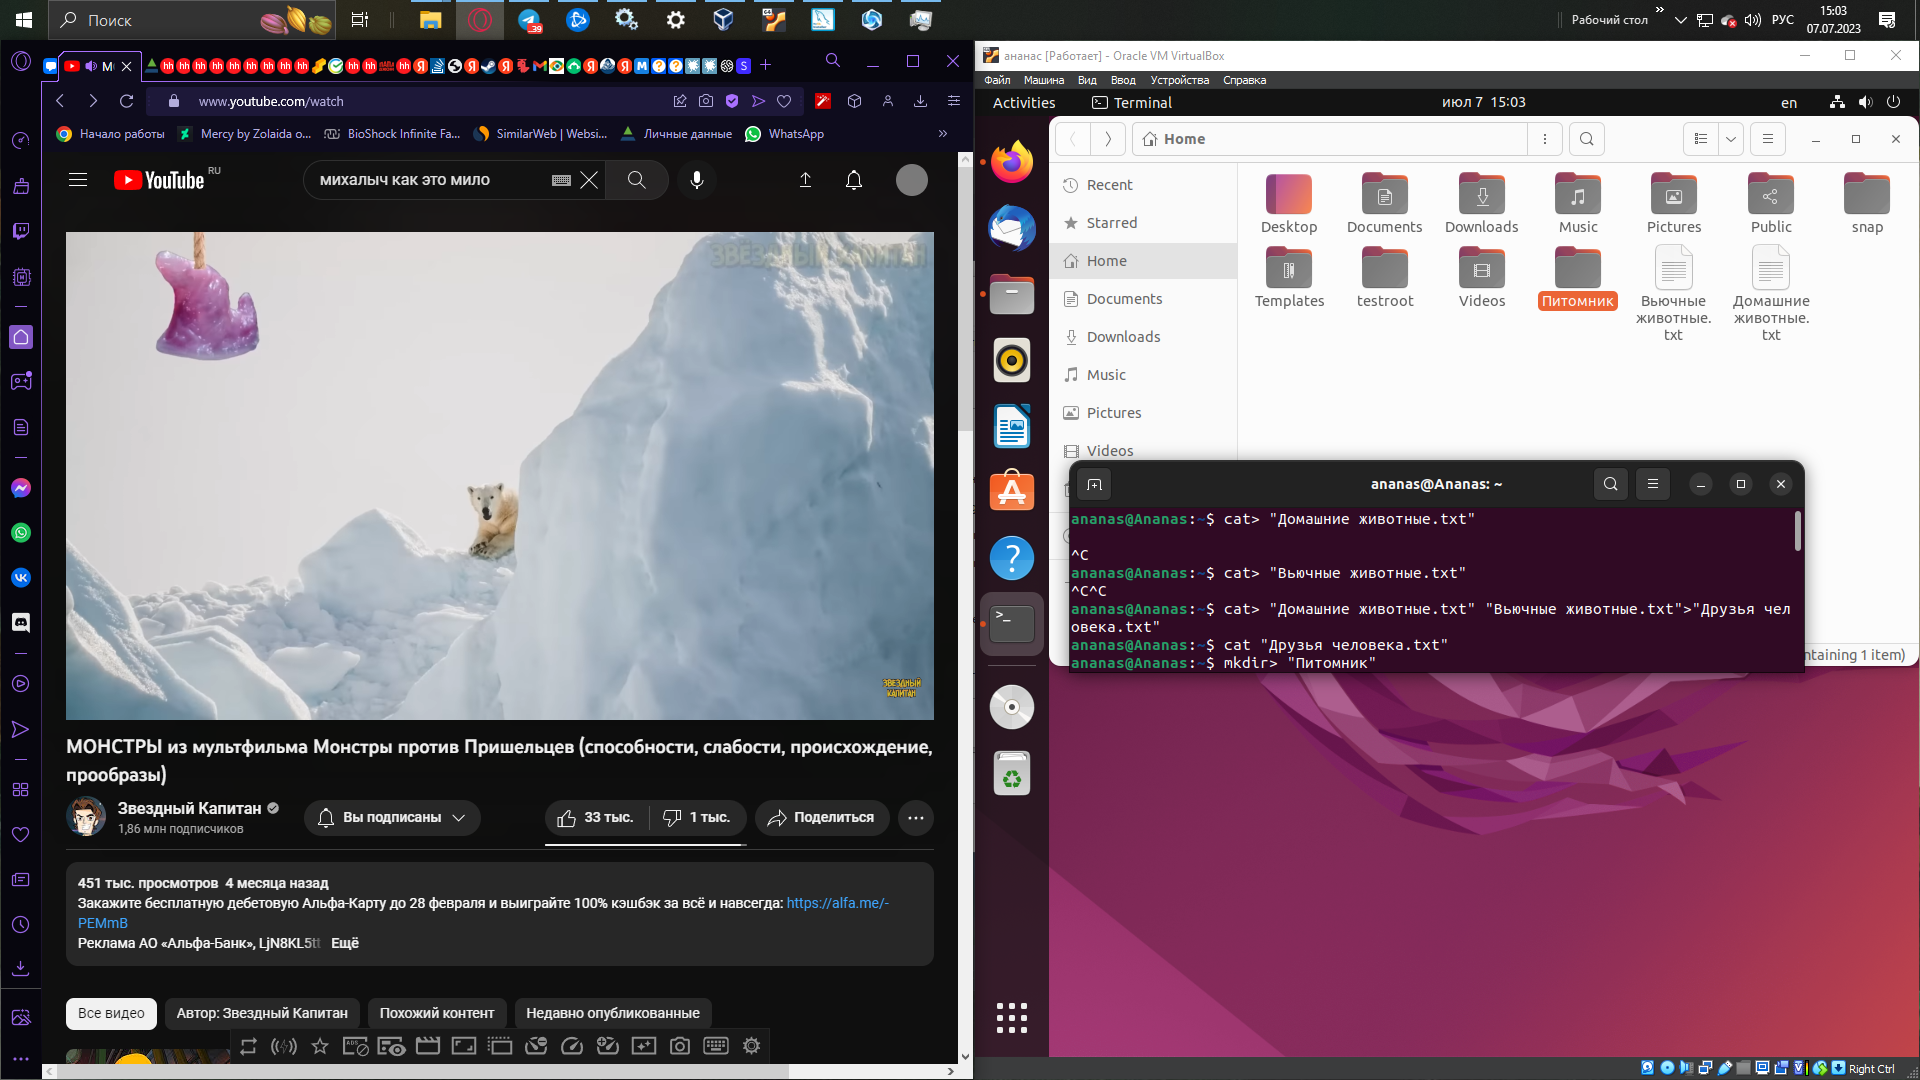 Поиск
39
Рабочий стол
РУС
15:03
07.07.2023
www.youtube.com/watch
Начало работы
Mercy by Zolaida o...
BioShock Infinite Fa...
SimilarWeb | Websi...
Личные данные
WhatsApp
YouTube RU
михалыч как это мило
ЗВЕЗДНЫЙ КАПИТАН
ЗВЕЗДНЫЙ
КАПИТАН
МОНСТРЫ из мультфильма Монстры против Пришельцев (способности, слабости, происхождение,
прообразы)
Звездный Капитан
1,86 млн подписчиков
Вы подписаны
33 тыс.
1 тыс.
Поделиться
451 тыс. просмотров 4 месяца назад
Закажите бесплатную дебетовую Альфа-Карту до 28 февраля и выиграйте 100% кэшбэк за всё и навсегда: https://alfa.me/-
PEMmB
Реклама АО «Альфа-Банк», LjN8KL5tt Ещё
Все видео
Автор: Звездный Капитан
Похожий контент
Недавно опубликованные
ананас [Работает] - Oracle VM VirtualBox
Файл Машина Вид Ввод Устройства Справка
Activities
Terminal
июл 7 15:03
en
Home
Recent
Starred
Home
Documents
Downloads
Music
Pictures
Videos
Desktop
Documents
Downloads
Music
Pictures
Public
snap
Templates
testroot
Videos
Питомник
Вьючные
животные.
txt
Домашние
животные.
txt
ntaining 1 item)
ananas@Ananas: ~
ananas@Ananas:~$ cat> "Домашние животные.txt"
^C
ananas@Ananas:~$ cat> "Вьючные животные.txt"
^C^C
ananas@Ananas:~$ cat> "Домашние животные.txt" "Вьючные животные.txt">"Друзья чел
овека.txt"
ananas@Ananas:~$ cat "Друзья человека.txt"
ananas@Ananas:~$ mkdir> "Питомник"
Right Ctrl